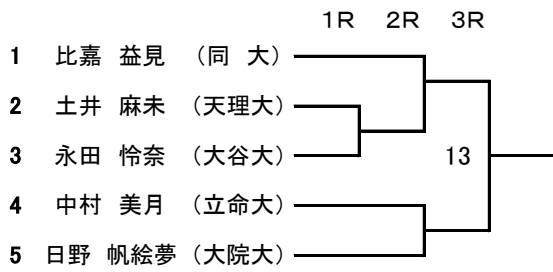 1R 2R 3R
1 比嘉 益見 (同 大)
2 土井 麻未 (天理大)
3 永田 怜奈 (大谷大)
13
4 中村 美月 (立命大)
5 日野 帆絵夢 (大院大)